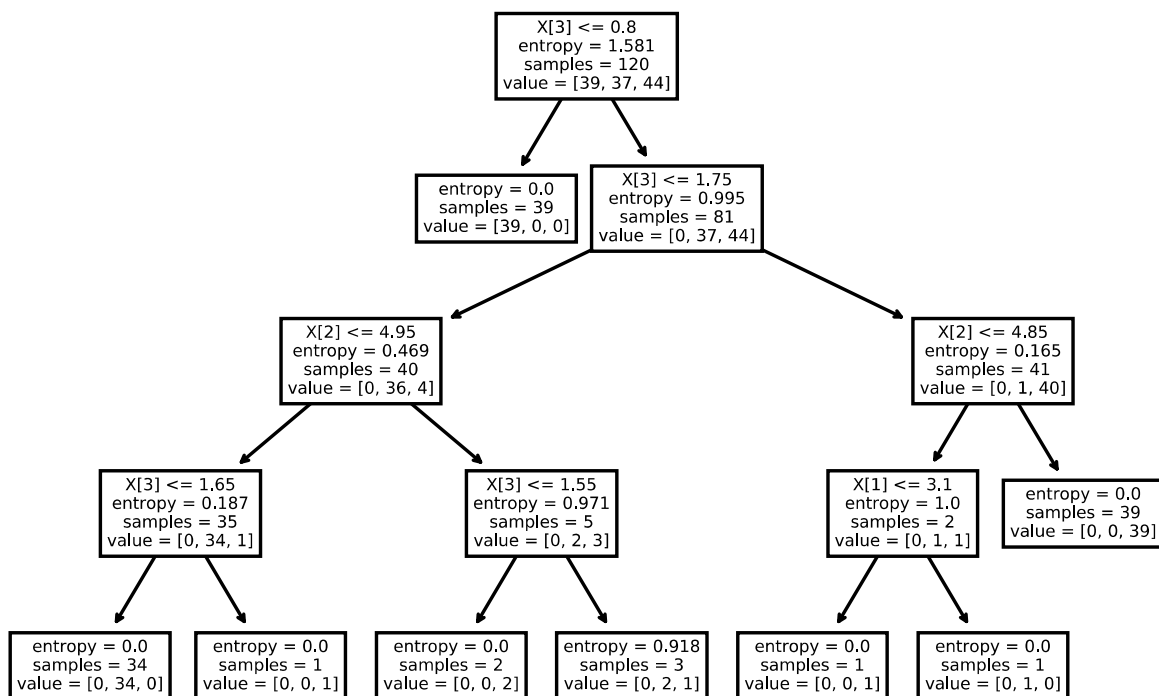 X[3] <= 0.8
entropy = 1.581
samples = 120
value = [39, 37, 44]
entropy = 0.0
samples = 39
value = [39, 0, 0]
X[3] <= 1.75
entropy = 0.995
samples = 81
value = [0, 37, 44]
X[2] <= 4.95
entropy = 0.469
samples = 40
value = [0, 36, 4]
X[2] <= 4.85
entropy = 0.165
samples = 41
value = [0, 1, 40]
X[3] <= 1.65
entropy = 0.187
samples = 35
value = [0, 34, 1]
X[3] <= 1.55
entropy = 0.971
samples = 5
value = [0, 2, 3]
X[1] <= 3.1
entropy = 1.0
samples = 2
value = [0, 1, 1]
entropy = 0.0
samples = 39
value = [0, 0, 39]
entropy = 0.0
samples = 34
value = [0, 34, 0]
entropy = 0.0
samples = 1
value = [0, 0, 1]
entropy = 0.0
samples = 2
value = [0, 0, 2]
entropy = 0.918
samples = 3
value = [0, 2, 1]
entropy = 0.0
samples = 1
value = [0, 0, 1]
entropy = 0.0
samples = 1
value = [0, 1, 0]